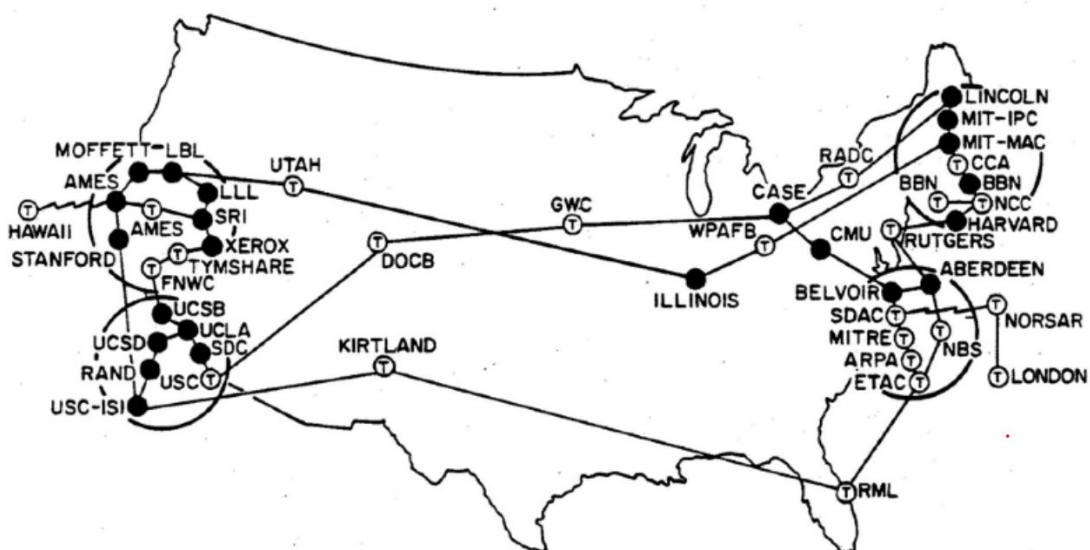 LINCOLN
MIT-IPC
MOFFETT
LBL
RADC
MIT-MAC
UTAH
CCA
AMES
LLL
CASE
BBN
BBN
T
T
T
T
T
NCC
HAWAII
AMES
SRI
GWC
HARVARD
T
T
T
WPAFB
T
CMU
T
RUTGERS
STANFORD
XEROX
T
TYMSHARE
T
DOCB
ABERDEEN
T
FNWC
ILLINOIS
BELVOIR
UCSB
SDAC
T
T
NORSAR
UCLA
UCSD
MITRE
T
T
NBS
SDC
KIRTLAND
ARPA
T
RAND
USC
T
T
ETAC
T
T
LONDON
USC-ISI
T
RML